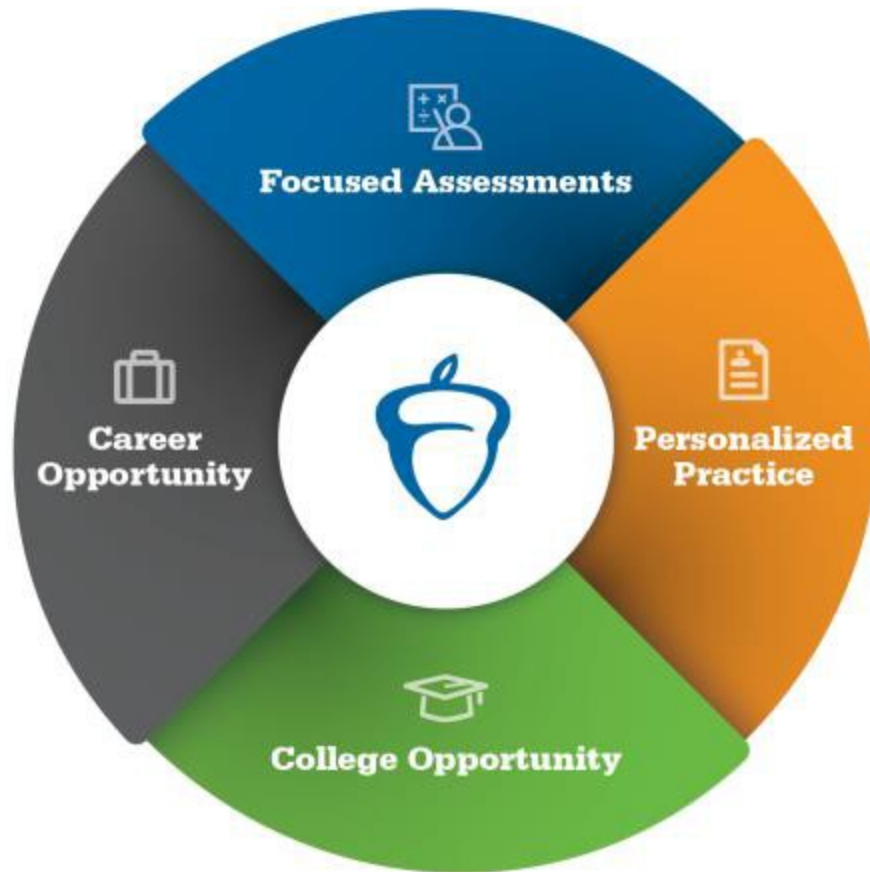 Focused Assessments
Personalized
Practice
College Opportunity
Career
Opportunity